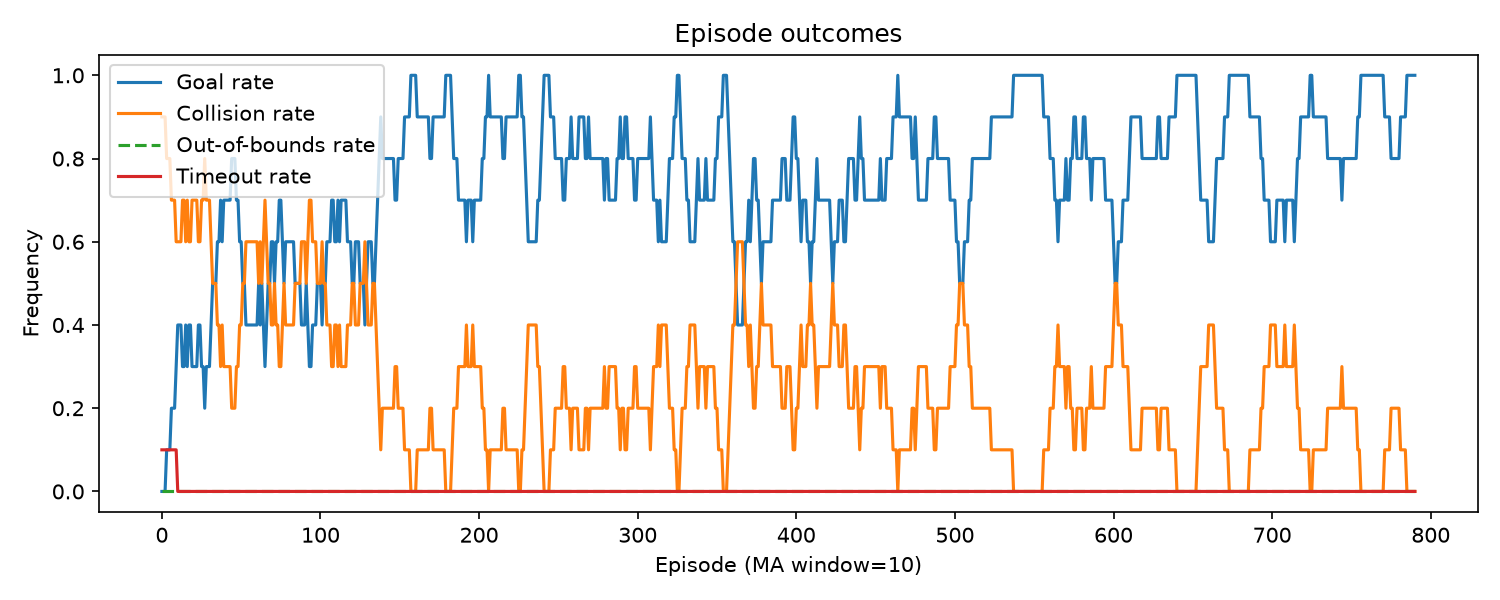 Episode outcomes
1.0
0.8
0.6
0.4
0.2
0.0
Frequency
Goal rate
Collision rate
Out-of-bounds rate
Timeout rate
0 100 200 300 400 500 600 700 800
Episode (MA window=10)